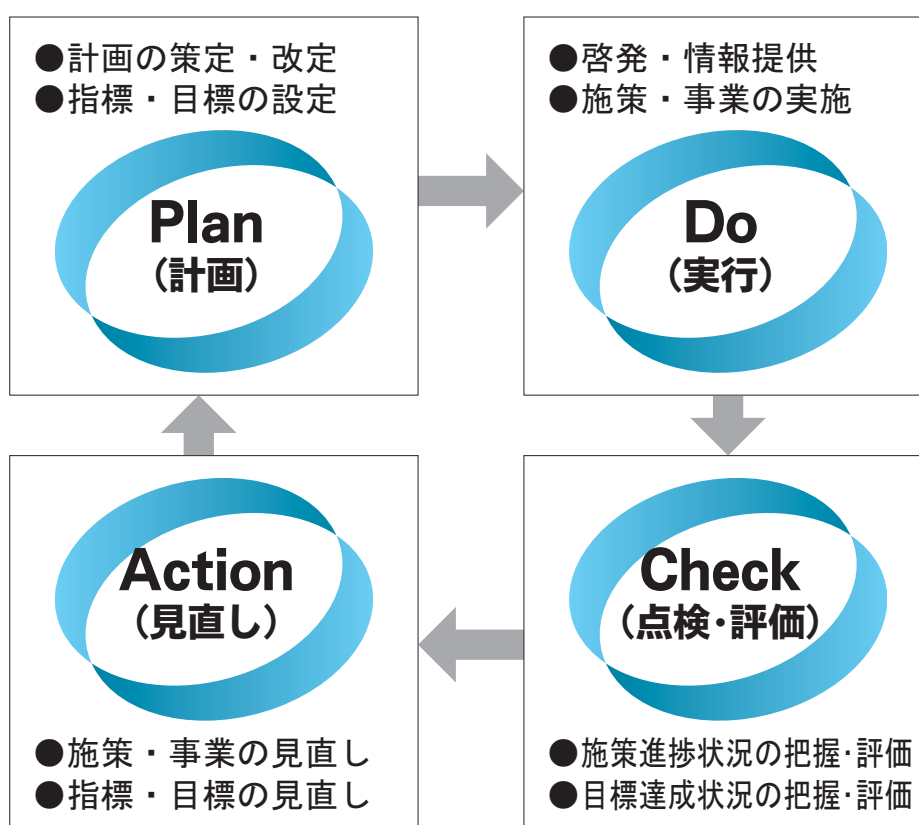 ●計画の策定・改定
●指標・目標の設定
Plan
（計画）
●啓発・情報提供
●施策・事業の実施
Do
（実行）
Action
（見直し）
●施策・事業の見直し
●指標・目標の見直し
Check
（点検・評価）
●施策進捗状況の把握・評価
●目標達成状況の把握・評価